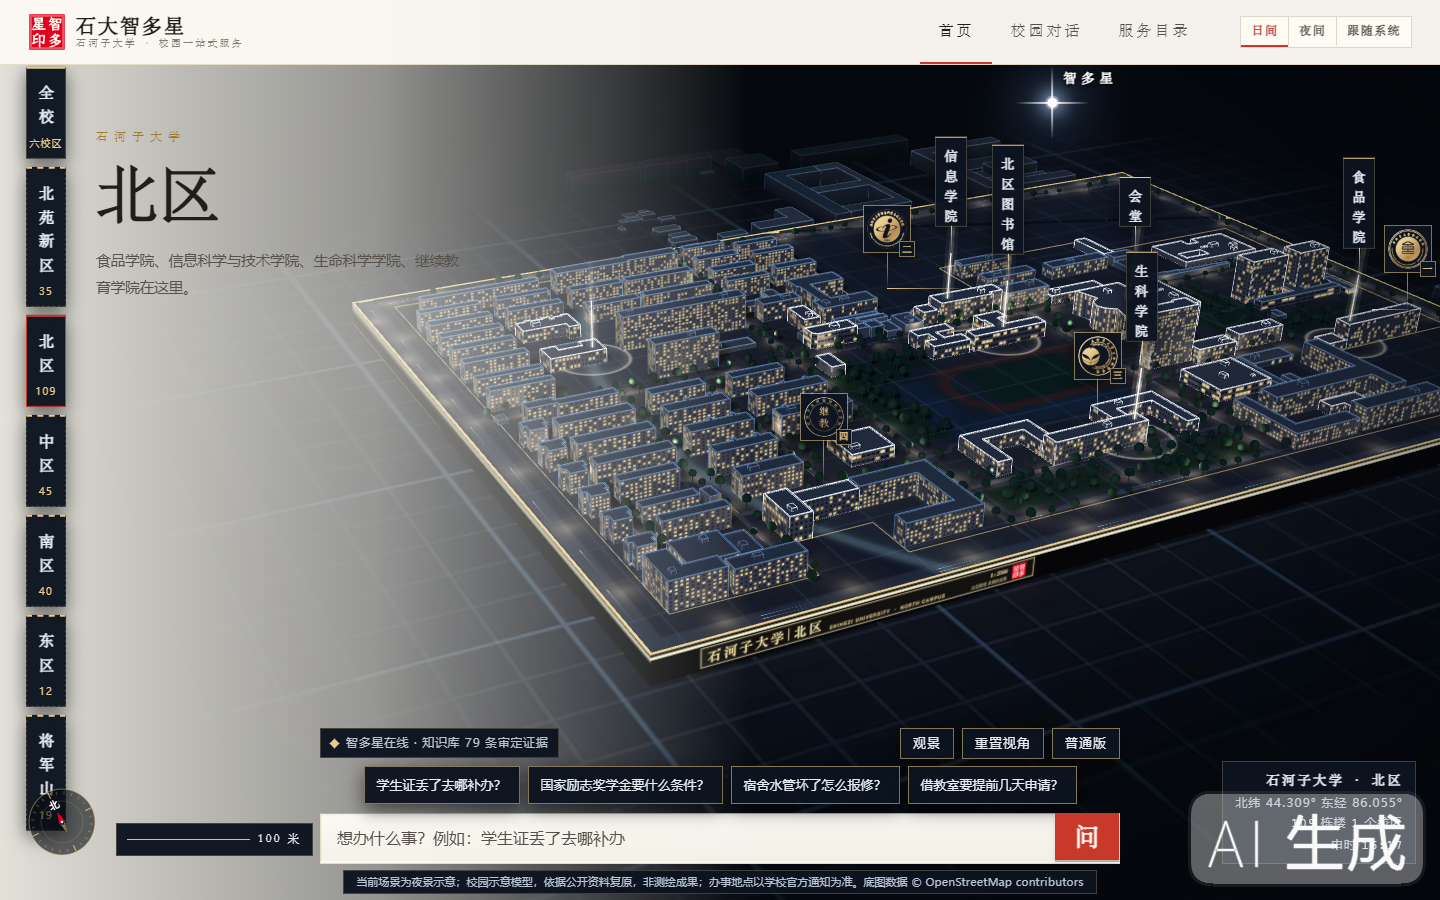 智多
星印
石大智多星
石河子大学 · 校园一站式服务
首页
校园对话
服务目录
日间
夜间
跟随系统
全校
六校区
北苑新区
35
北区
109
中区
45
南区
40
东区
12
将军山
19
石河子大学
北区
食品学院、信息科学与技术学院、生命科学学院、继续教
育学院在这里。
智多星
信息学院
北区图书馆
会堂
食品学院
生科学院
二
一
三
继教
四
石河子大学 | 北区
SHIHEZI UNIVERSITY · NORTH CAMPUS
北
100 米
智多星在线 · 知识库 79 条审定证据
观景
重置视角
普通版
学生证丢了去哪补办？
国家励志奖学金要什么条件？
宿舍水管坏了怎么报修？
借教室要提前几天申请？
想办什么事？例如：学生证丢了去哪补办
问
当前场景为夜景示意；校园示意模型，依据公开资料复原，非测绘成果；办事地点以学校官方通知为准。底图数据 © OpenStreetMap contributors
石河子大学 · 北区
北纬 44.309° 东经 86.055°
AI 生成